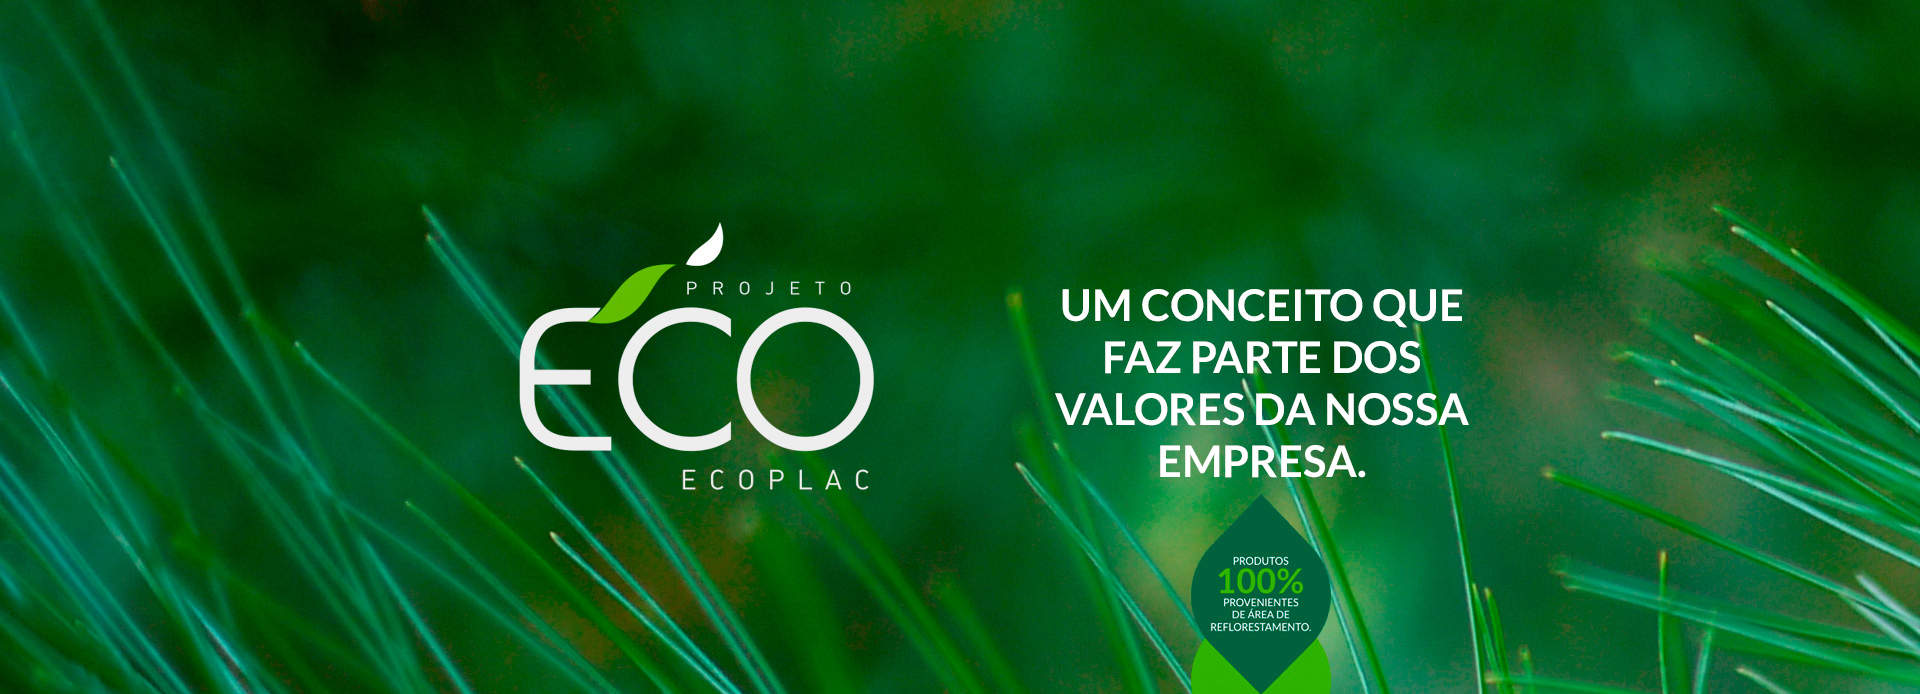 PROJETO
ECO
ECOPLAC
UM CONCEITO QUE
FAZ PARTE DOS
VALORES DA NOSSA
EMPRESA.
PRODUTOS
100%
PROVENIENTES
DE ÁREA DE
REFLORESTAMENTO.